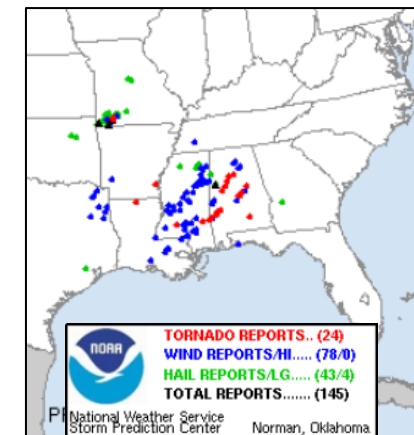 TORNADO REPORTS.. (24)
WIND REPORTS/HI..... (78/0)
HAIL REPORTS/LG..... (43/4)
TOTAL REPORTS....... (145)
NOAA
National Weather Service
Storm Prediction Center Norman, Oklahoma